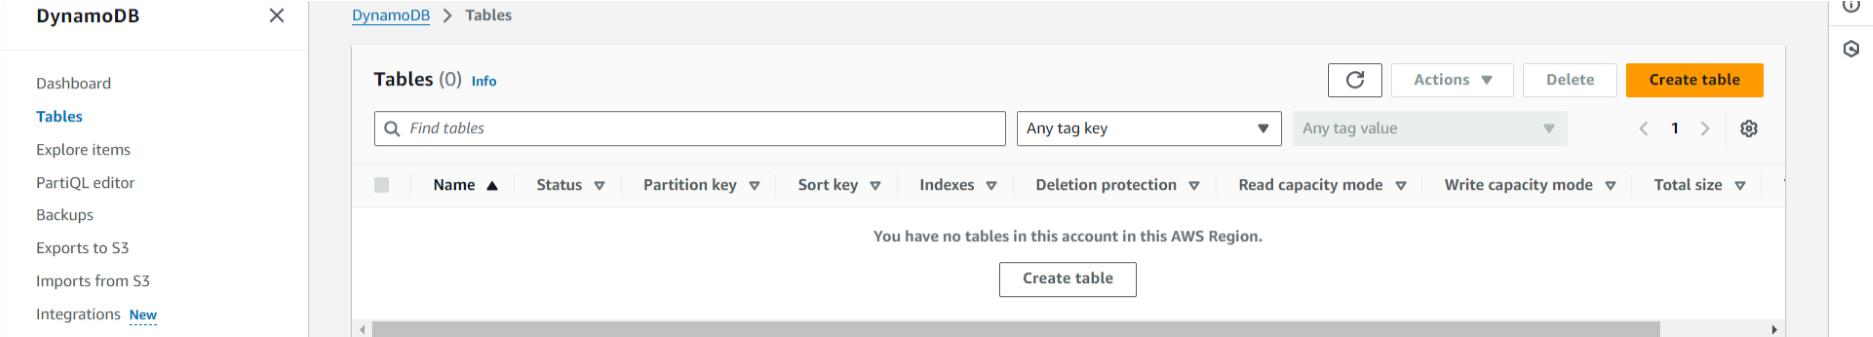 DynamoDB
Dashboard
Tables
Explore items
PartiQL editor
Backups
Exports to S3
Imports from S3
Integrations New
DynamoDB > Tables
Tables (0) Info
Actions
Delete
Create table
Find tables
Any tag key
Any tag value
1
Name
Status
Partition key
Sort key
Indexes
Deletion protection
Read capacity mode
Write capacity mode
Total size
You have no tables in this account in this AWS Region.
Create table